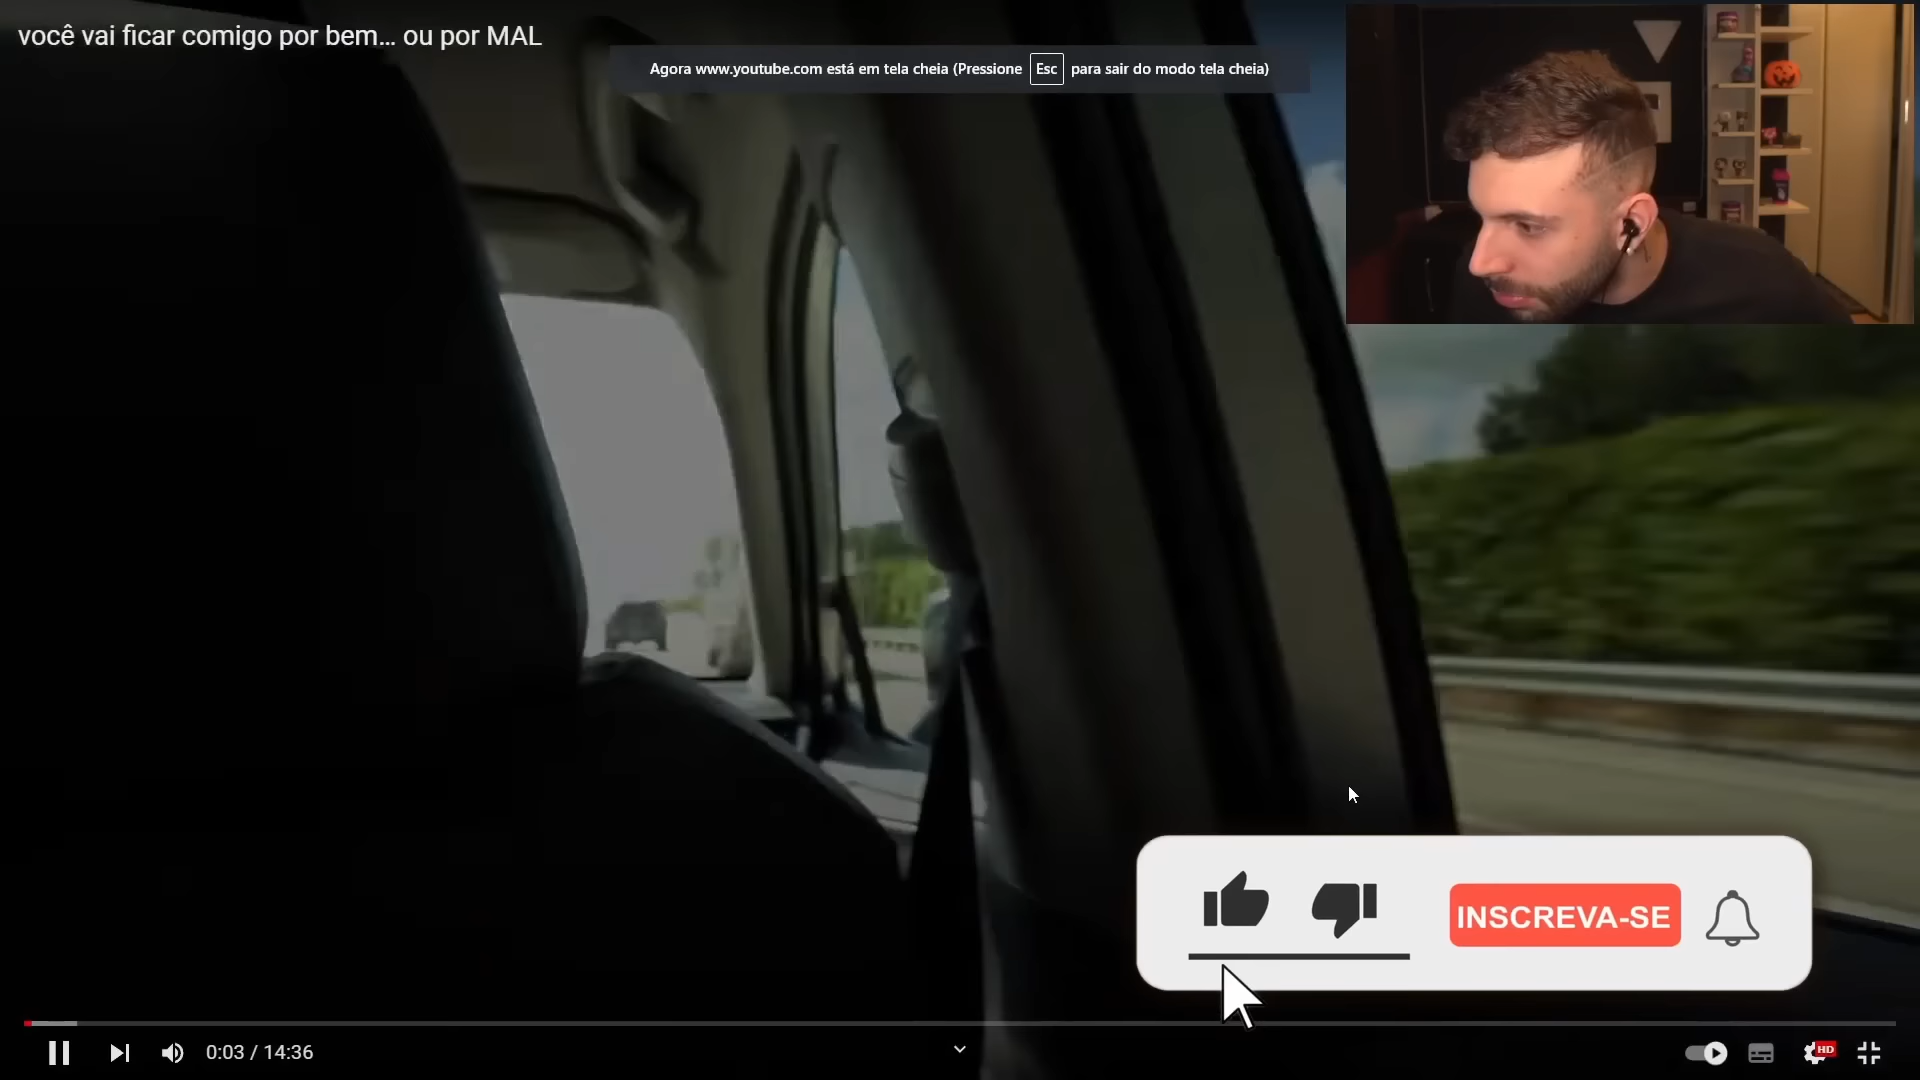 você vai ficar comigo por bem... ou por MAL
Agora www.youtube.com está em tela cheia (Pressione Esc para sair do modo tela cheia)
INSCREVA-SE
0:03 / 14:36
HD